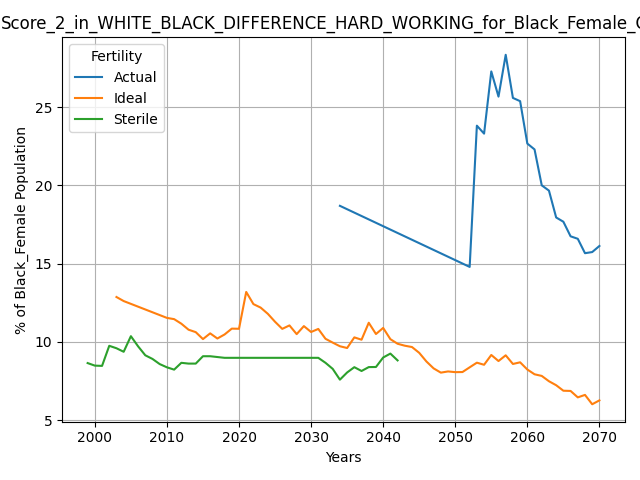 Score_2_in_WHITE_BLACK_DIFFERENCE_HARD_WORKING_for_Black_Female_
Fertility
Actual
Ideal
Sterile
% of Black_Female Population
25
20
15
10
5
2000 2010 2020 2030 2040 2050 2060 2070
Years